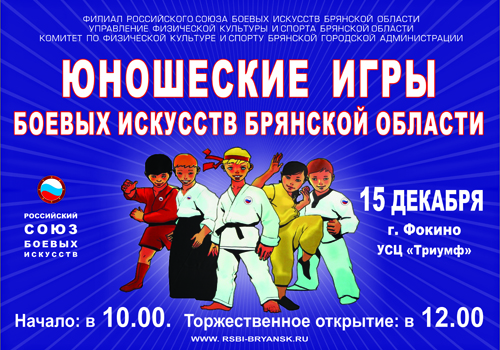 ФИЛИАЛ РОССИЙСКОГО СОЮЗА БОЕВЫХ ИСКУССТВ БРЯНСКОЙ ОБЛАСТИ
УПРАВЛЕНИЕ ФИЗИЧЕСКОЙ КУЛЬТУРЫ И СПОРТА БРЯНСКОЙ ОБЛАСТИ
КОМИТЕТ ПО ФИЗИЧЕСКОЙ КУЛЬТУРЕ И СПОРТУ БРЯНСКОЙ ГОРОДСКОЙ АДМИНИСТРАЦИИ
ЮНОШЕСКИЕ ИГРЫ
БОЕВЫХ ИСКУССТВ БРЯНСКОЙ ОБЛАСТИ
15 ДЕКАБРЯ
г. Фокино
УСЦ «Триумф»
РОССИЙСКИЙ
СОЮЗ
БОЕВЫХ
ИСКУССТВ
Начало: в 10.00. Торжественное открытие: в 12.00
WWW. RSBI-BRYANSK.RU